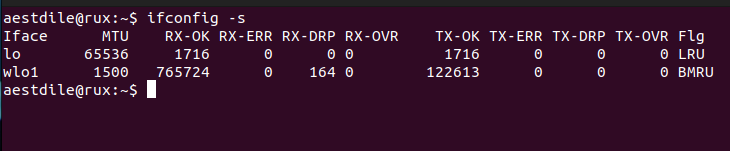 aestdile@rux:~$ ifconfig -s
Iface      MTU    RX-OK RX-ERR RX-DRP RX-OVR    TX-OK TX-ERR TX-DRP TX-OVR Flg
lo       65536     1716      0      0 0          1716      0      0      0 LRU
wlo1      1500   765724      0    164 0        122613      0      0      0 BMRU
aestdile@rux:~$